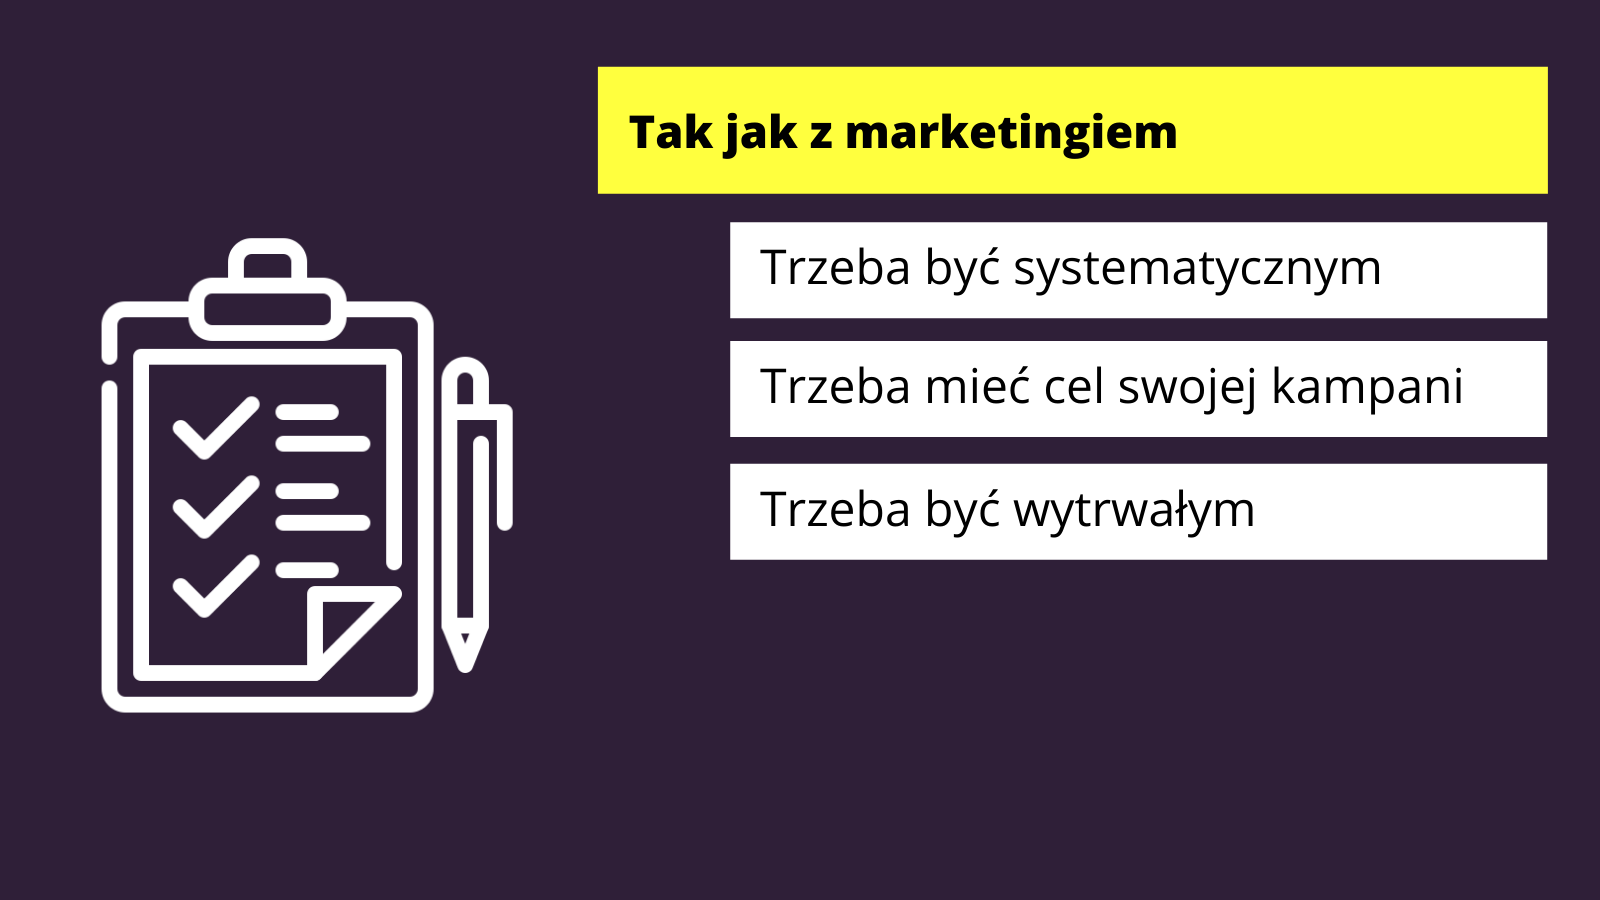 Tak jak z marketingiem
Trzeba być systematycznym
Trzeba mieć cel swojej kampani
Trzeba być wytrwałym